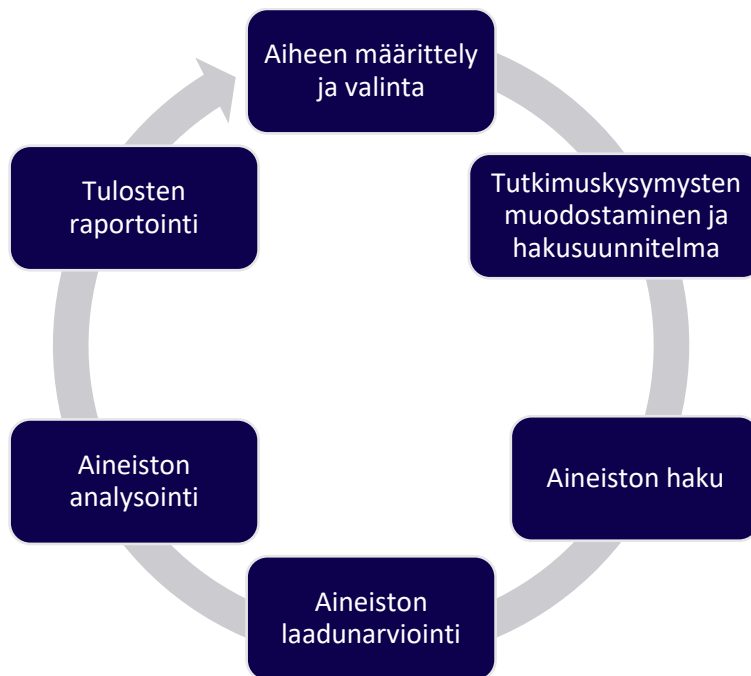 Aiheen määrittely
ja valinta
Tutkimuskysymysten
muodostaminen ja
hakusuunnitelma
Aineiston haku
Aineiston
laadunarviointi
Aineiston
analysointi
Tulosten
raportointi